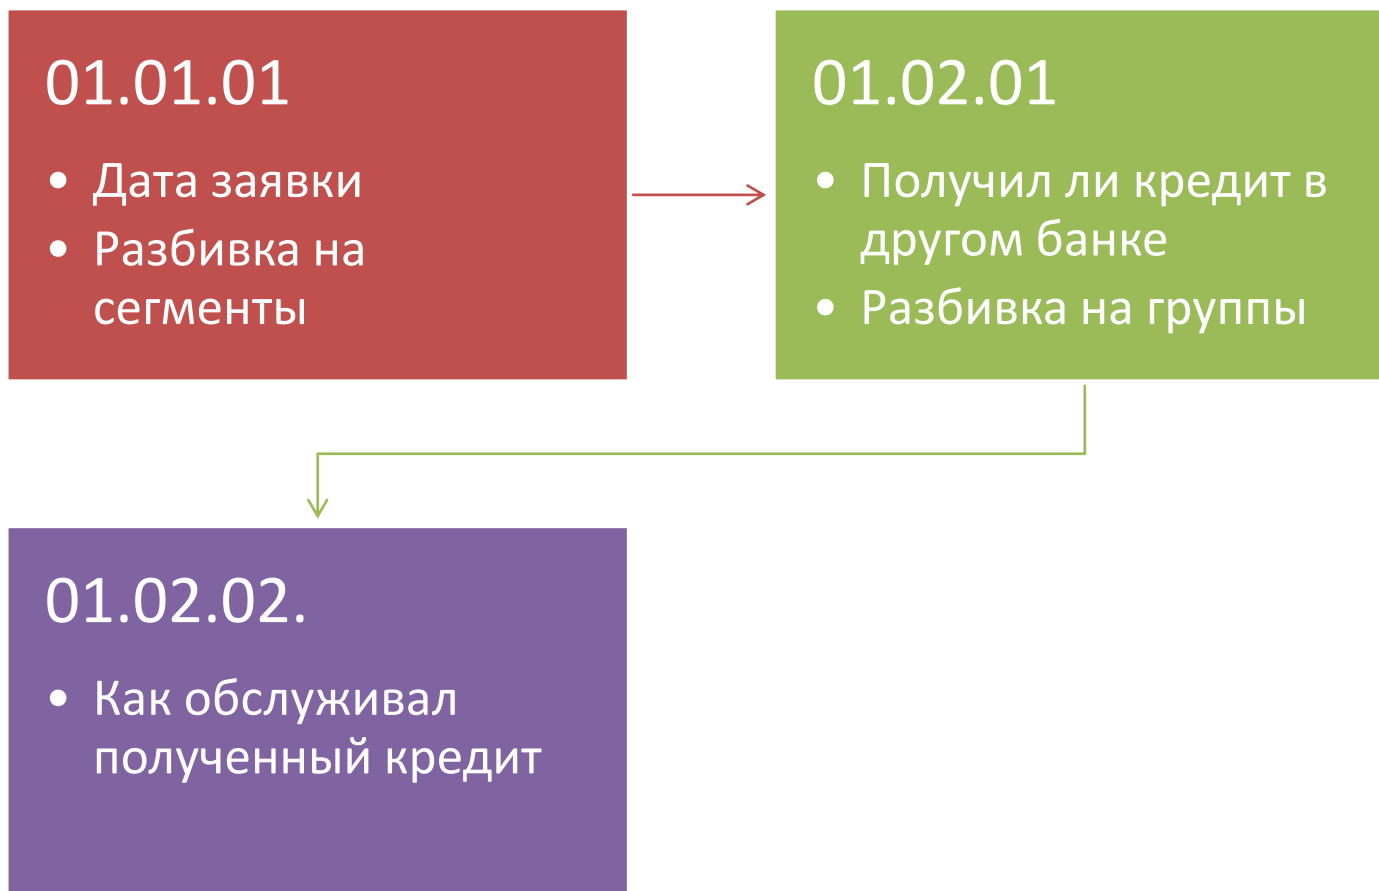 01.01.01
• Дата заявки
• Разбивка на
сегменты
01.02.01
• Получил ли кредит в
другом банке
• Разбивка на группы
01.02.02.
• Как обслуживал
полученный кредит